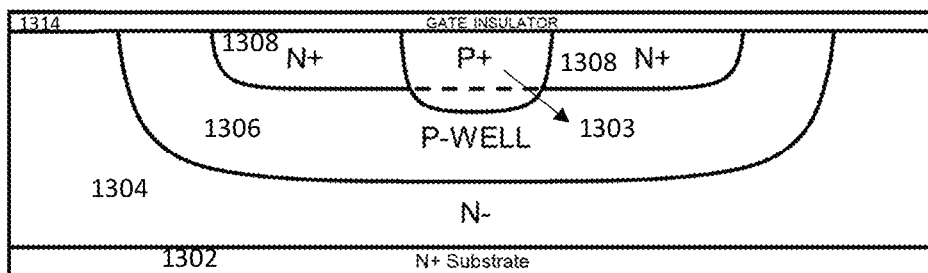 1314 GATE INSULATOR
1308 N+ P+ 1308 N+
1306 P-WELL 1303
1304
N-
1302 N+ Substrate